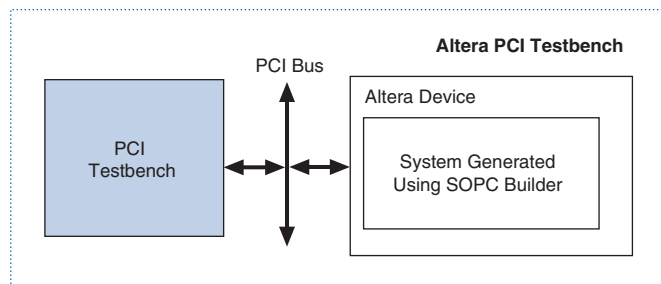 Altera PCI Testbench
PCI Bus
Altera Device
PCI
Testbench
System Generated
Using SOPC Builder